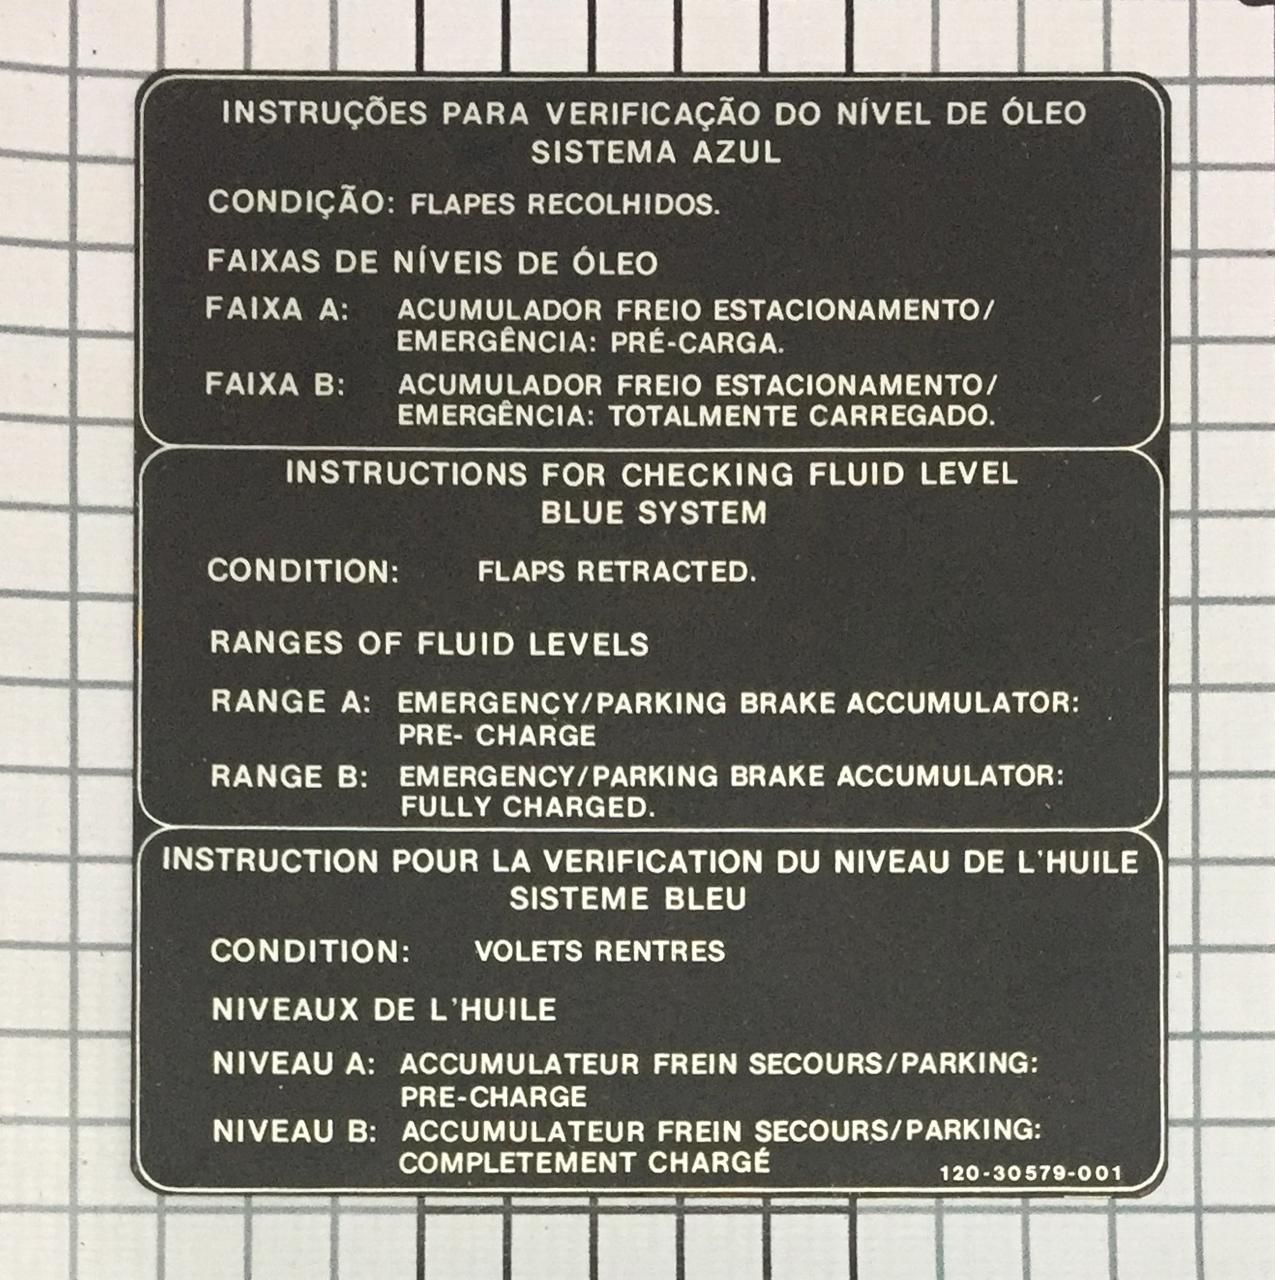 INSTRUÇÕES PARA VERIFICAÇÃO DO NÍVEL DE ÓLEO
SISTEMA AZUL
CONDIÇÃO: FLAPES RECOLHIDOS.
FAIXAS DE NÍVEIS DE ÓLEO
FAIXA A: ACUMULADOR FREIO ESTACIONAMENTO/
EMERGÊNCIA: PRÉ-CARGA.
FAIXA B: ACUMULADOR FREIO ESTACIONAMENTO/
EMERGÊNCIA: TOTALMENTE CARREGADO.
INSTRUCTIONS FOR CHECKING FLUID LEVEL
BLUE SYSTEM
CONDITION: FLAPS RETRACTED.
RANGES OF FLUID LEVELS
RANGE A: EMERGENCY/PARKING BRAKE ACCUMULATOR:
PRE- CHARGE
RANGE B: EMERGENCY/PARKING BRAKE ACCUMULATOR:
FULLY CHARGED.
INSTRUCTION POUR LA VERIFICATION DU NIVEAU DE L'HUILE
SISTEME BLEU
CONDITION: VOLETS RENTRES
NIVEAUX DE L'HUILE
NIVEAU A: ACCUMULATEUR FREIN SECOURS/PARKING:
PRE-CHARGE
NIVEAU B: ACCUMULATEUR FREIN SECOURS/PARKING:
COMPLETEMENT CHARGÉ
120-30579-001